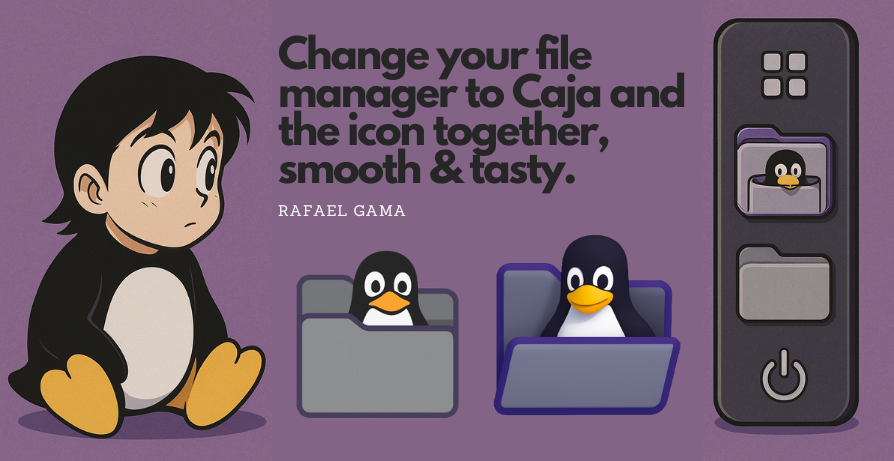 Change your file
manager to Caja and
the icon together,
smooth & tasty.
RAFAEL GAMA